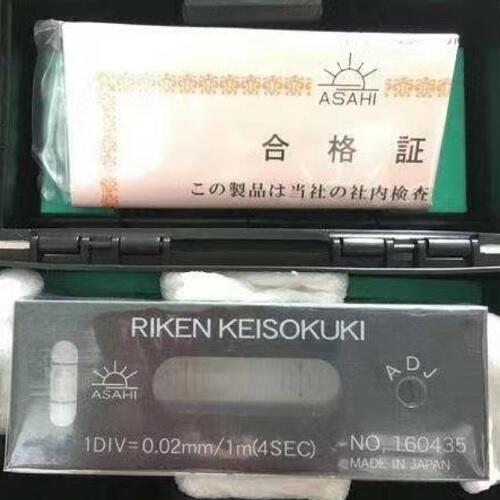 ASAHI
合格証
この製品は当社の社内検査
RIKEN KEISOKUKI
ASAHI
ADJ
1DIV=0.02mm/1m(4SEC)
NO, 160435
MADE IN JAPAN